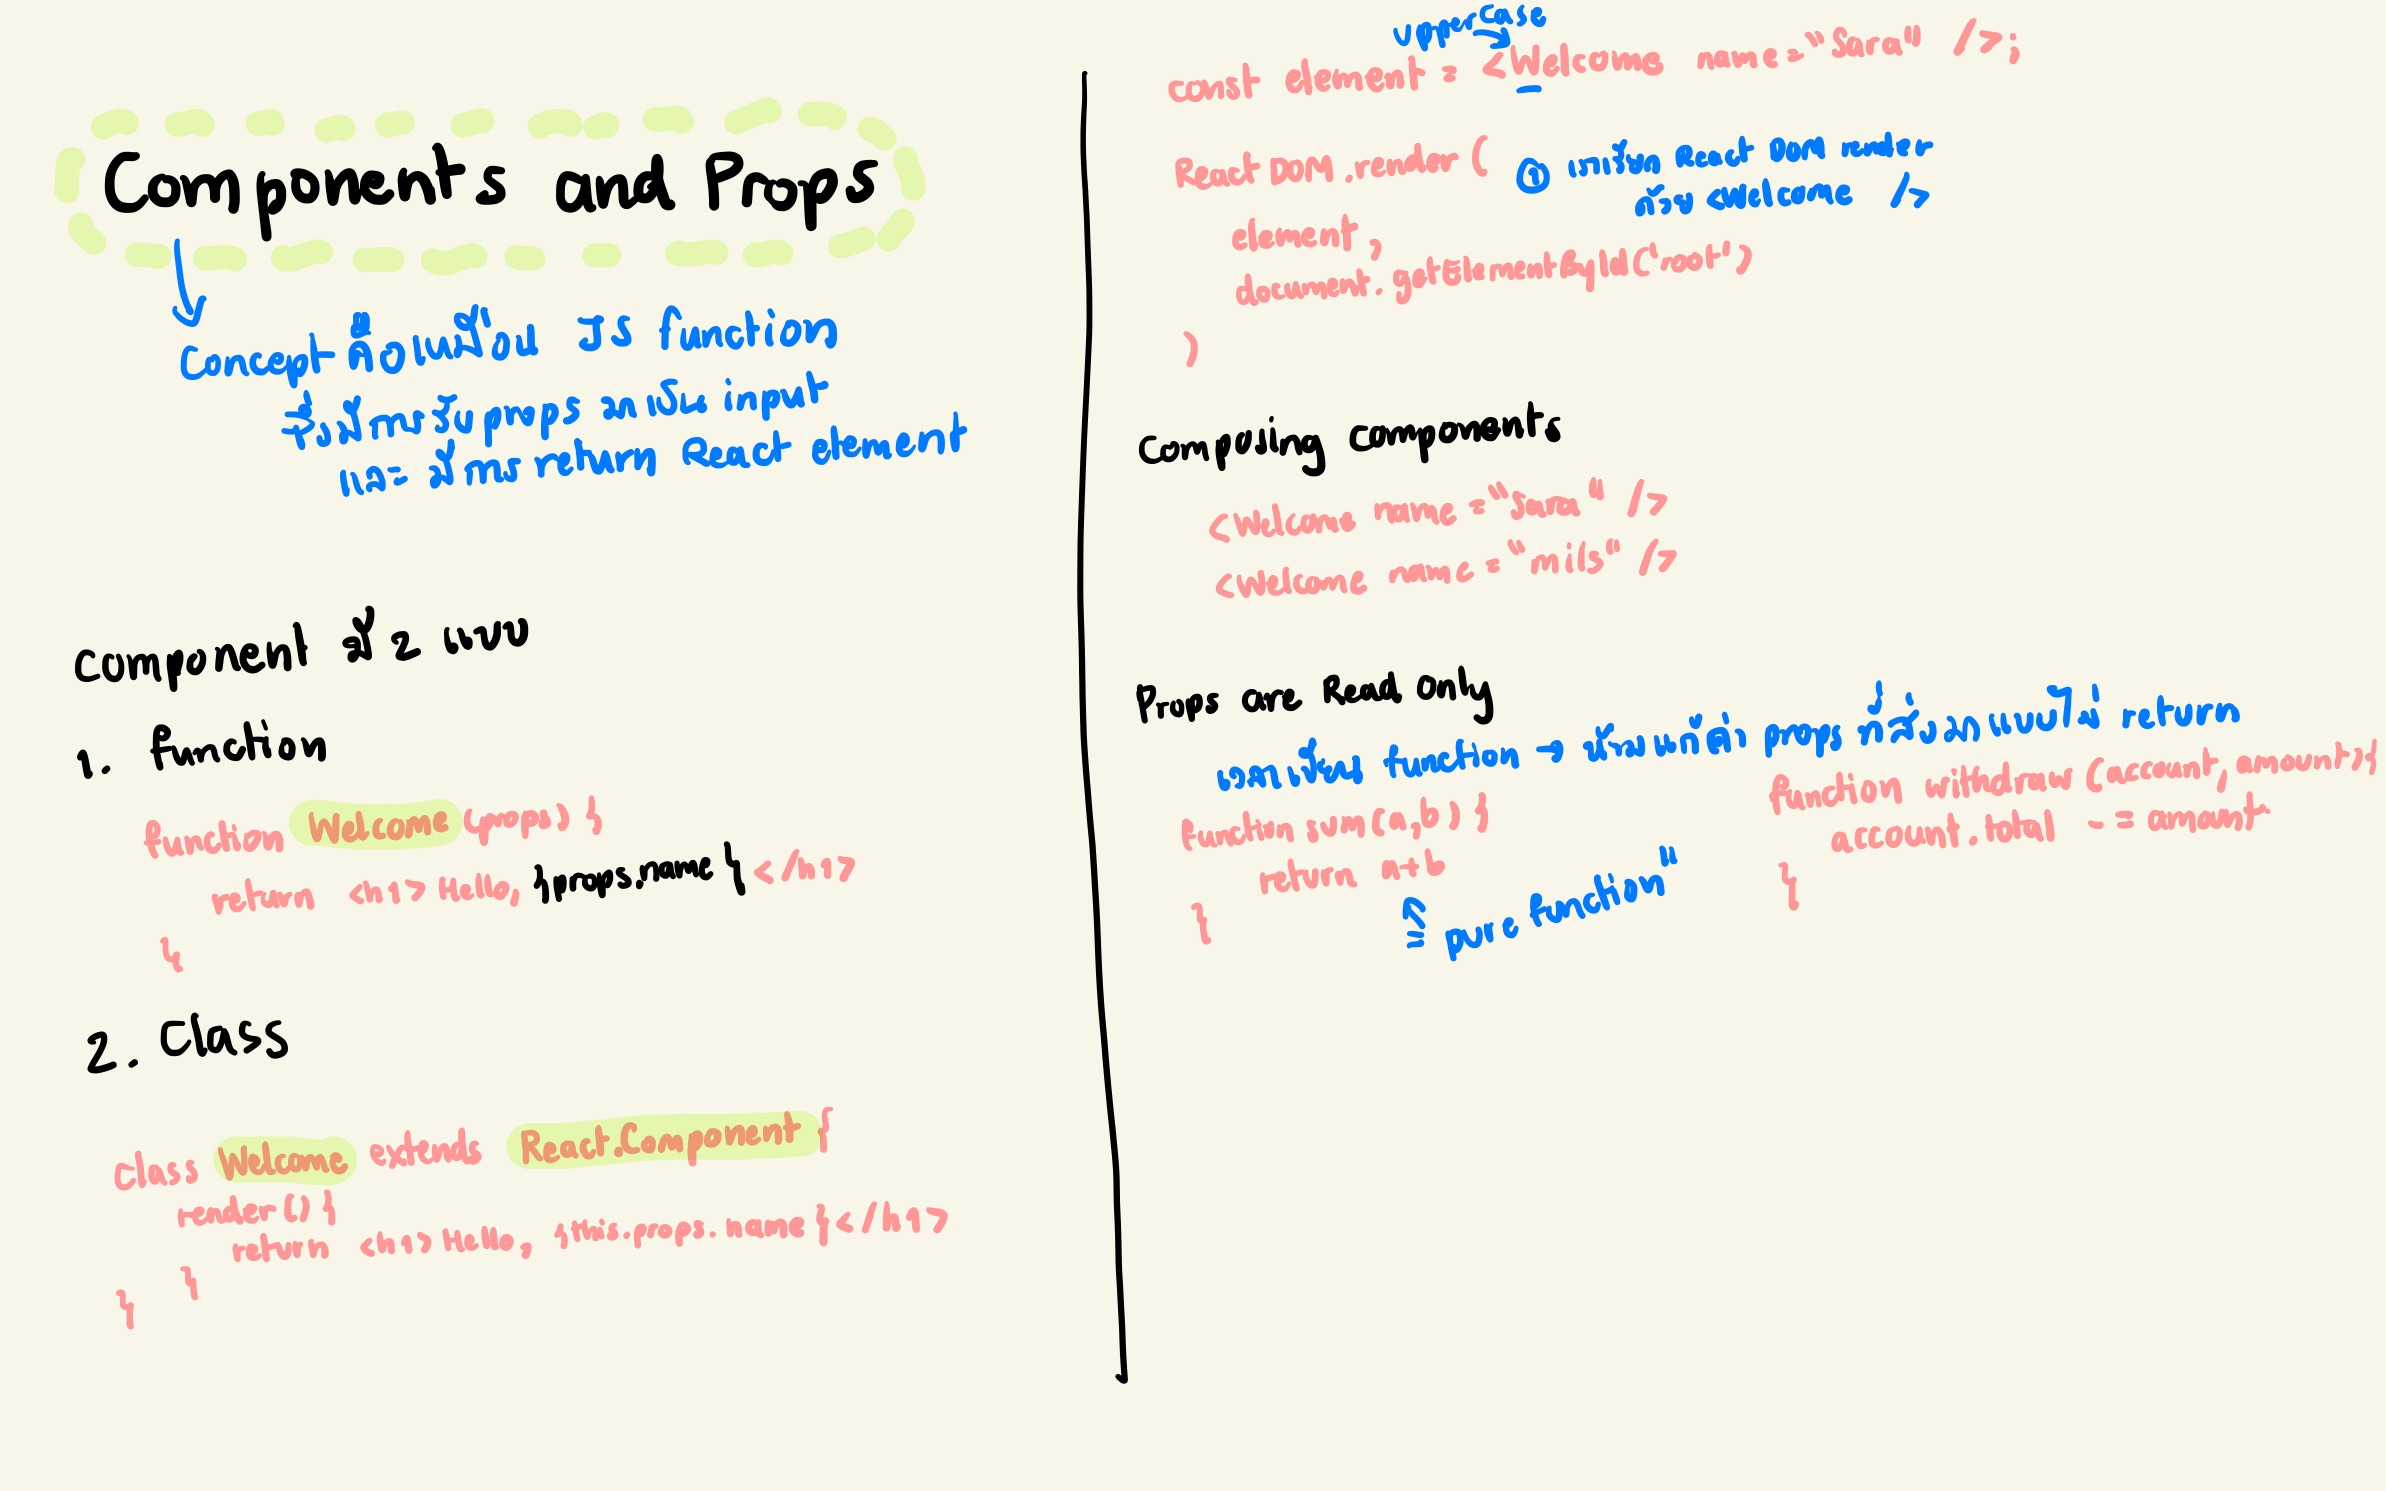 Components and Props
Concept คือเหมือน JS function
ซึ่งมีการรับ props มาเป็น input
และ มีการ return React element
Component มี 2 แบบ
1. function
function Welcome (props) {
return <h1> Hello, {props.name} </h1>
}
2. Class
class Welcome extends React.Component {
render() {
return <h1> Hello, {this.props.name} </h1>
}
}
uppercase
const element = <Welcome name="Sara" />;
ReactDOM.render (
① เราเรียก React DOM render
ด้วย <Welcome />
element,
document.getElementById('root')
)
Composing components
<Welcome name="Sara" />
<Welcome name="mils" />
Props are Read Only
เวลาเขียน function → ห้ามแก้ค่า props ที่ส่งมาแบบไม่ return
function sum(a,b) {
return a+b
}
pure function"
function withdraw (account, amount) {
account.total -= amount
}